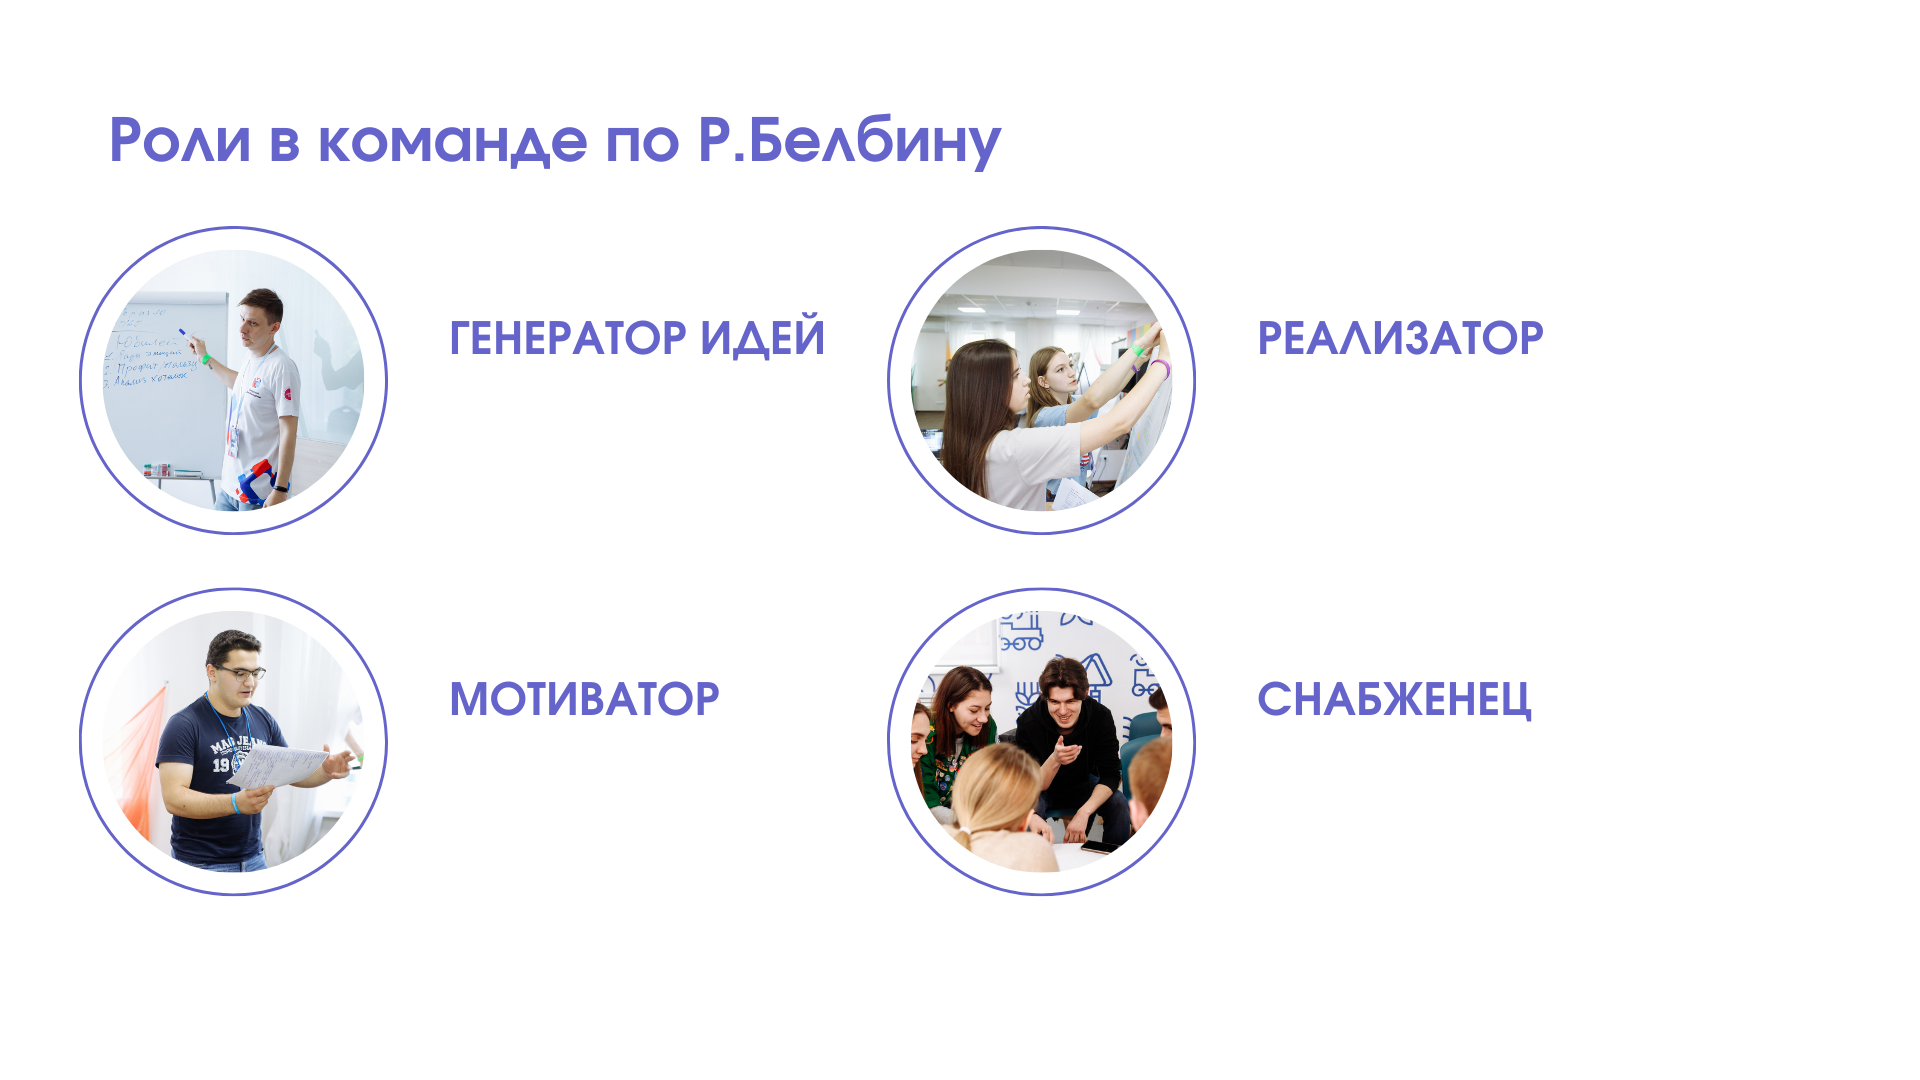 Роли в команде по Р.Белбину
ГЕНЕРАТОР ИДЕЙ
РЕАЛИЗАТОР
МОТИВАТОР
СНАБЖЕНЕЦ